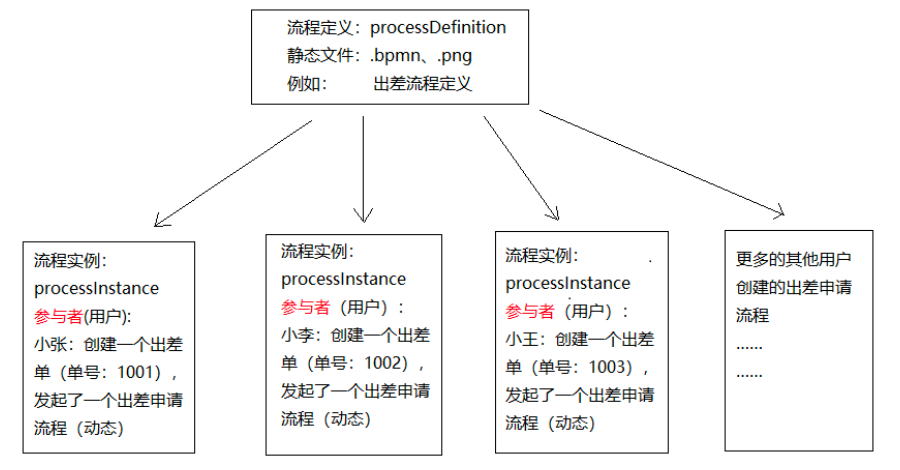 流程定义：processDefinition
静态文件：.bpmn、.png
例如： 出差流程定义
流程实例：
processInstance
参与者(用户):
小张：创建一个出差
单（单号：1001），
发起了一个出差申请
流程（动态）
流程实例：
processInstance
参与者（用户）：
小李：创建一个出差
单（单号：1002），
发起了一个出差申请
流程（动态）
流程实例：
processInstance
参与者（用户）：
小王：创建一个出差
单（单号：1003），
发起了一个出差申请
流程（动态）
更多的其他用户
创建的出差申请
流程
......
......